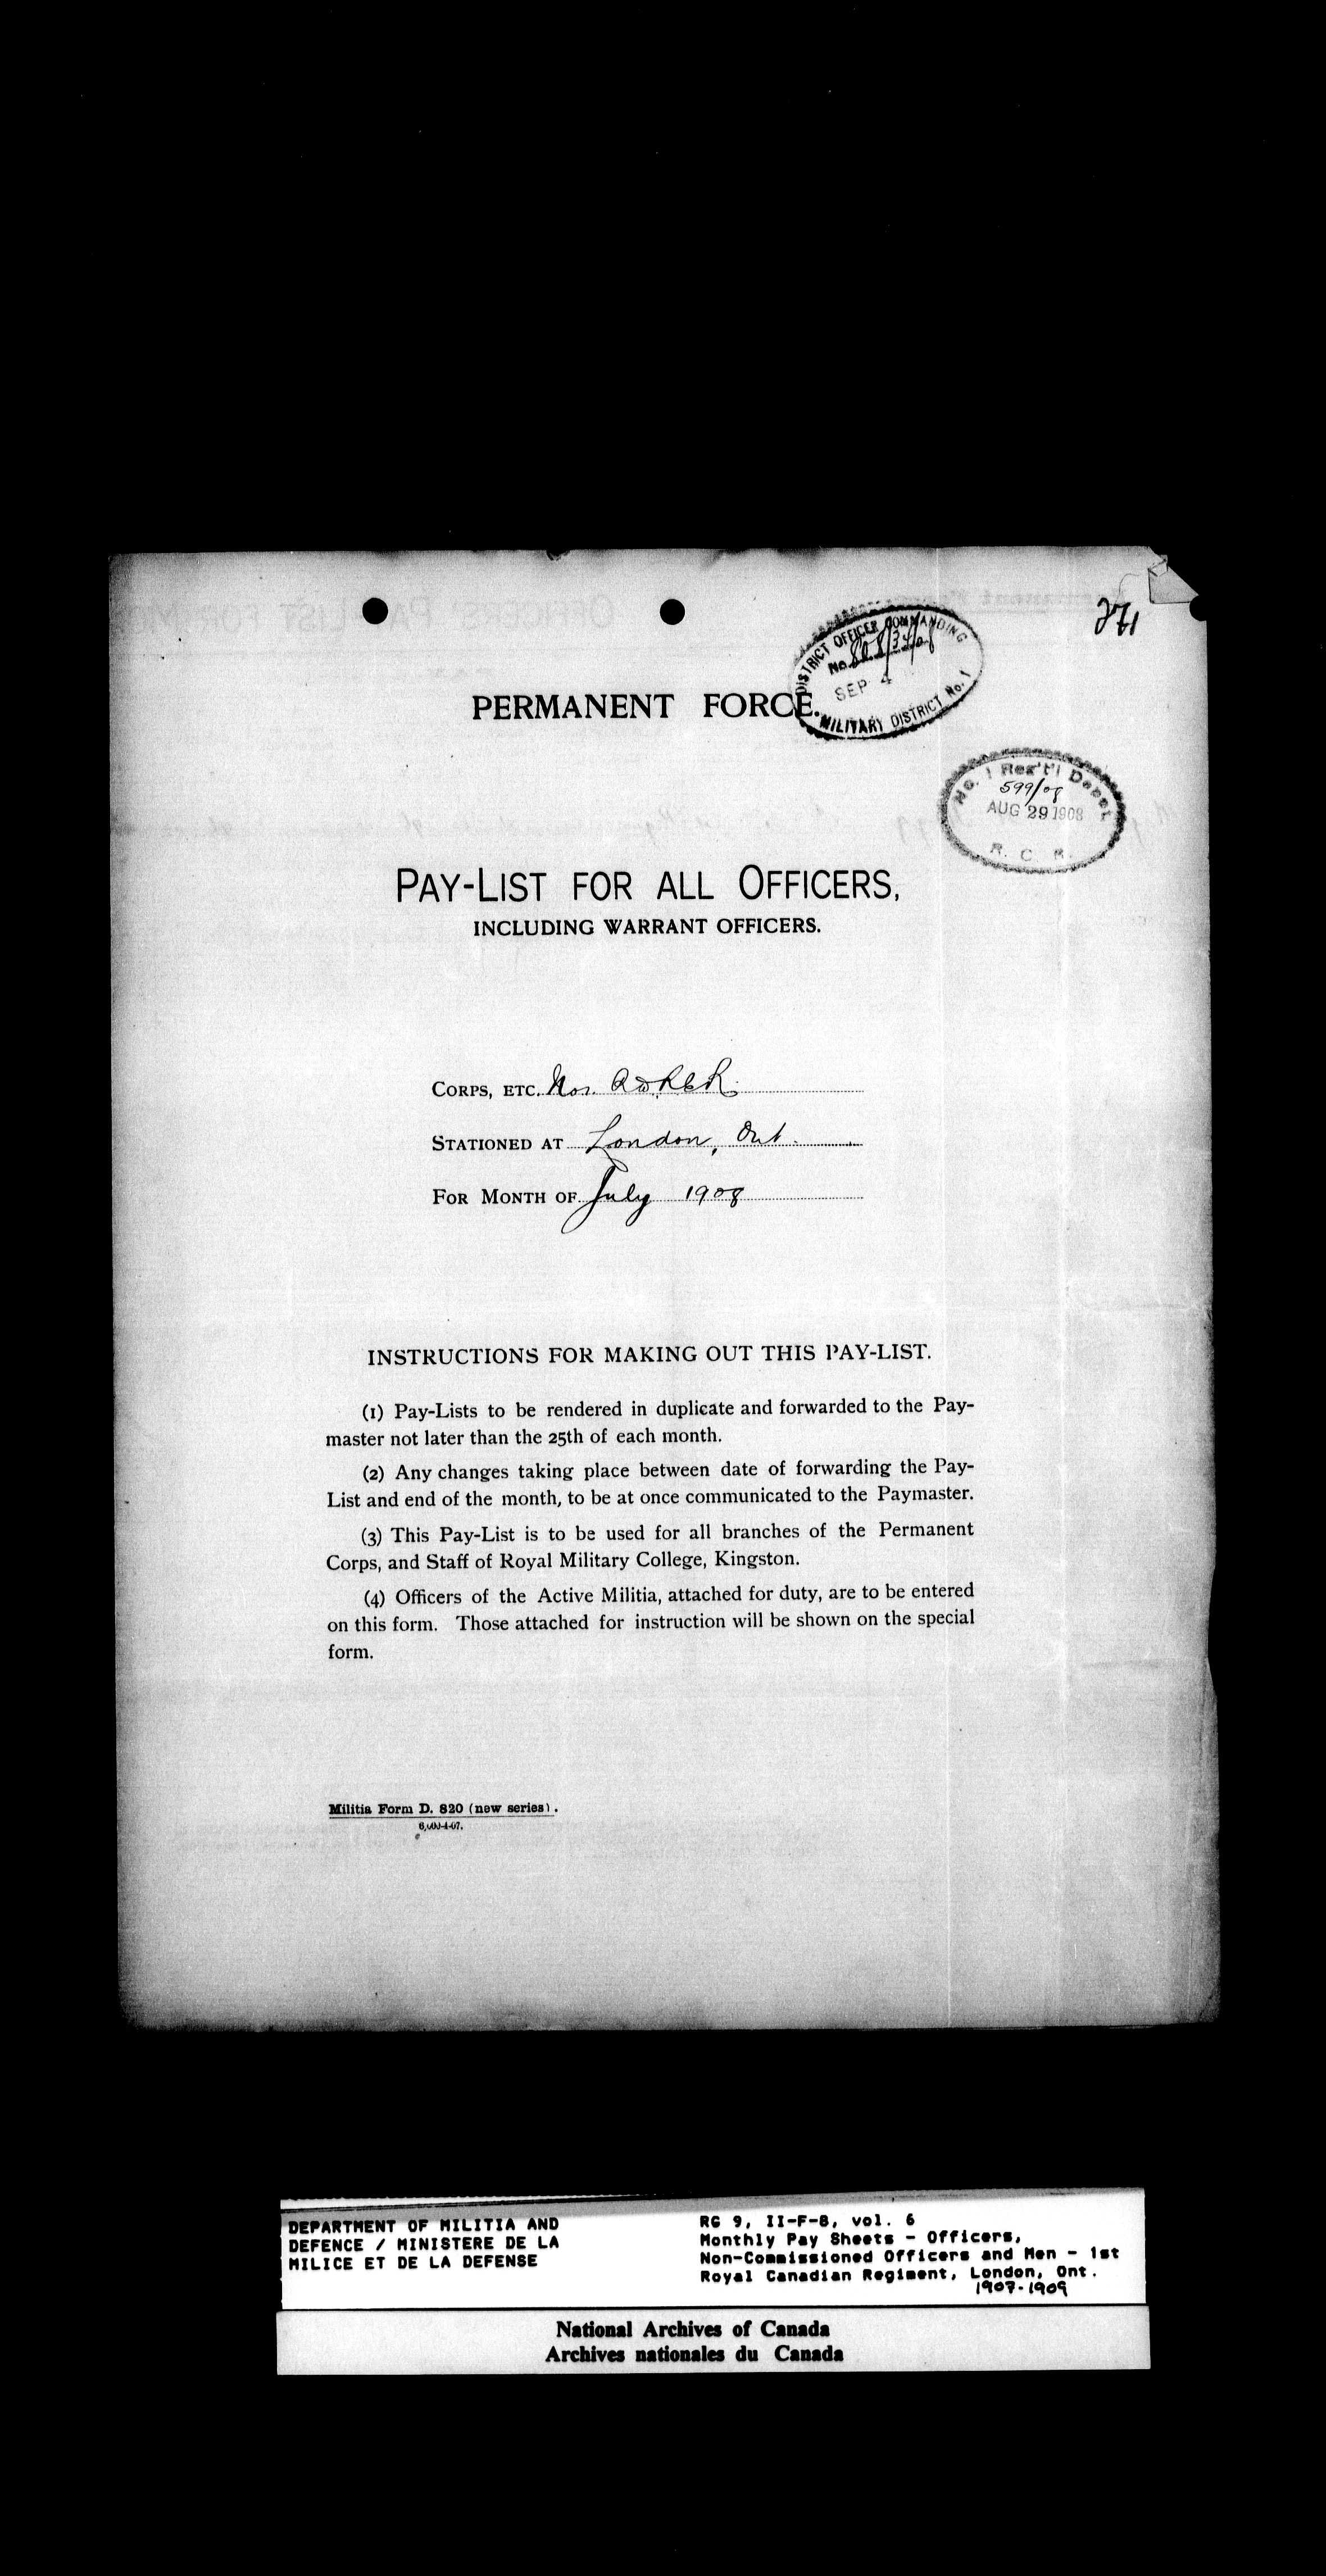 271
DISTRICT OFFICER COMMANDING
No.
SEP 4
MILITARY DISTRICT No. 1
PERMANENT FORCE.
No. 1 Reg't'l Depot
599/08
AUG 29 1908
R. C. R.
PAY-LIST FOR ALL OFFICERS,
INCLUDING WARRANT OFFICERS.
CORPS, ETC. RCR
STATIONED AT London, Ont.
FOR MONTH OF July 1908
INSTRUCTIONS FOR MAKING OUT THIS PAY-LIST.
(1) Pay-Lists to be rendered in duplicate and forwarded to the Pay-
master not later than the 25th of each month.
(2) Any changes taking place between date of forwarding the Pay-
List and end of the month, to be at once communicated to the Paymaster.
(3) This Pay-List is to be used for all branches of the Permanent
Corps, and Staff of Royal Military College, Kingston.
(4) Officers of the Active Militia, attached for duty, are to be entered
on this form. Those attached for instruction will be shown on the special
form.
Militia Form D. 820 (new series).
DEPARTMENT OF MILITIA AND
DEFENCE / MINISTERE DE LA
MILICE ET DE LA DEFENSE
RG 9, II-F-8, vol. 6
Monthly Pay Sheets - Officers,
Non-Commissioned Officers and Men - 1st
Royal Canadian Regiment, London, Ont.
1907-1909
National Archives of Canada
Archives nationales du Canada